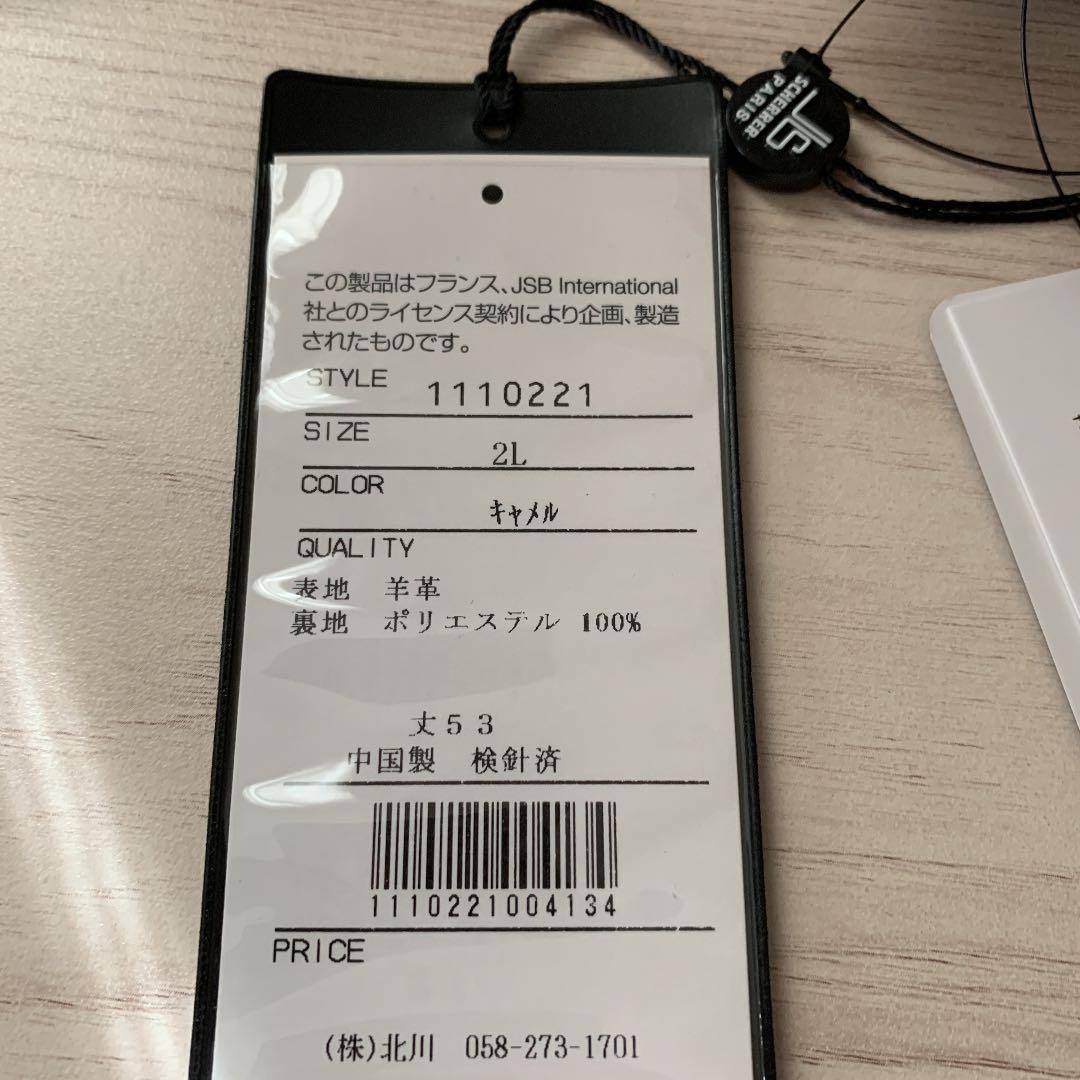 JLS
SCHERRER
PARIS
この製品はフランス、JSB International
社とのライセンス契約により企画、製造
されたものです。
STYLE 1110221
SIZE 2L
COLOR キャメル
QUALITY
表地 羊革
裏地 ポリエステル 100%
丈53
中国製 検針済
1110221004134
PRICE
(株)北川 058-273-1701